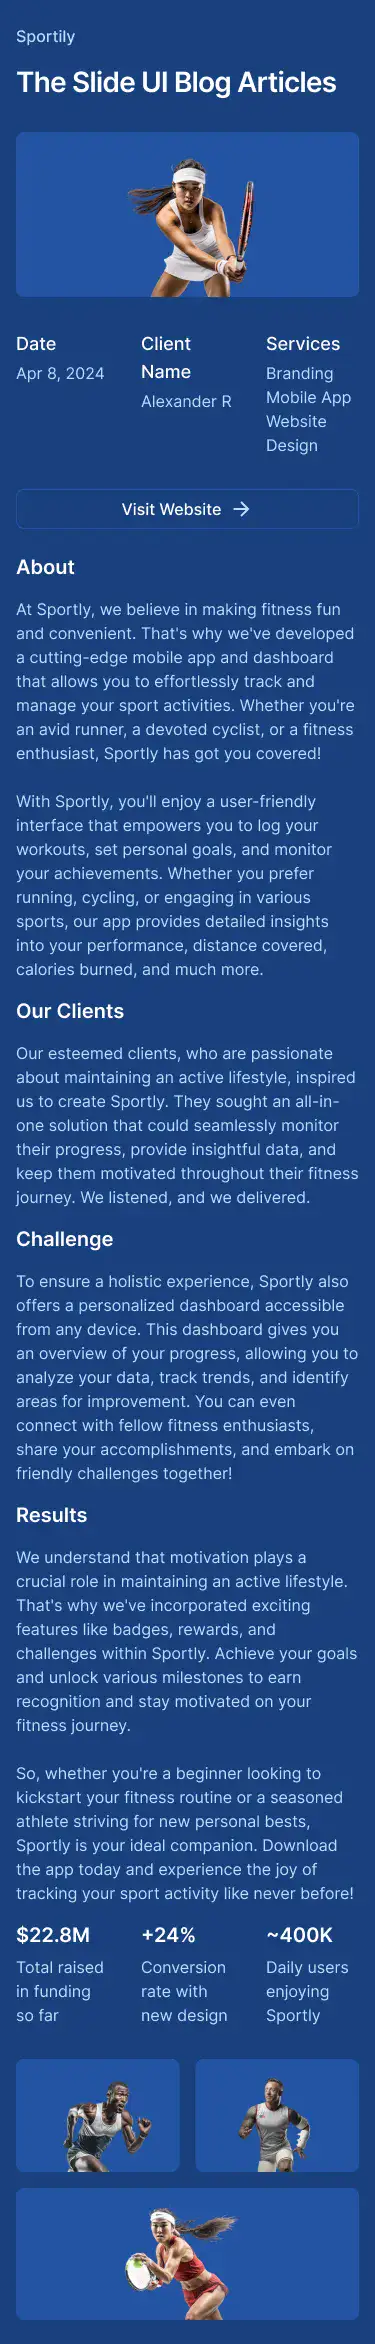 Sportily
The Slide UI Blog Articles
Date
Apr 8, 2024
Client
Name
Alexander R
Services
Branding
Mobile App
Website
Design
Visit Website
About
At Sportly, we believe in making fitness fun
and convenient. That's why we've developed
a cutting-edge mobile app and dashboard
that allows you to effortlessly track and
manage your sport activities. Whether you're
an avid runner, a devoted cyclist, or a fitness
enthusiast, Sportly has got you covered!
With Sportly, you'll enjoy a user-friendly
interface that empowers you to log your
workouts, set personal goals, and monitor
your achievements. Whether you prefer
running, cycling, or engaging in various
sports, our app provides detailed insights
into your performance, distance covered,
calories burned, and much more.
Our Clients
Our esteemed clients, who are passionate
about maintaining an active lifestyle, inspired
us to create Sportly. They sought an all-in-
one solution that could seamlessly monitor
their progress, provide insightful data, and
keep them motivated throughout their fitness
journey. We listened, and we delivered.
Challenge
To ensure a holistic experience, Sportly also
offers a personalized dashboard accessible
from any device. This dashboard gives you
an overview of your progress, allowing you to
analyze your data, track trends, and identify
areas for improvement. You can even
connect with fellow fitness enthusiasts,
share your accomplishments, and embark on
friendly challenges together!
Results
We understand that motivation plays a
crucial role in maintaining an active lifestyle.
That's why we've incorporated exciting
features like badges, rewards, and
challenges within Sportly. Achieve your goals
and unlock various milestones to earn
recognition and stay motivated on your
fitness journey.
So, whether you're a beginner looking to
kickstart your fitness routine or a seasoned
athlete striving for new personal bests,
Sportly is your ideal companion. Download
the app today and experience the joy of
tracking your sport activity like never before!
$22.8M
Total raised
in funding
so far
+24%
Conversion
rate with
new design
~400K
Daily users
enjoying
Sportly